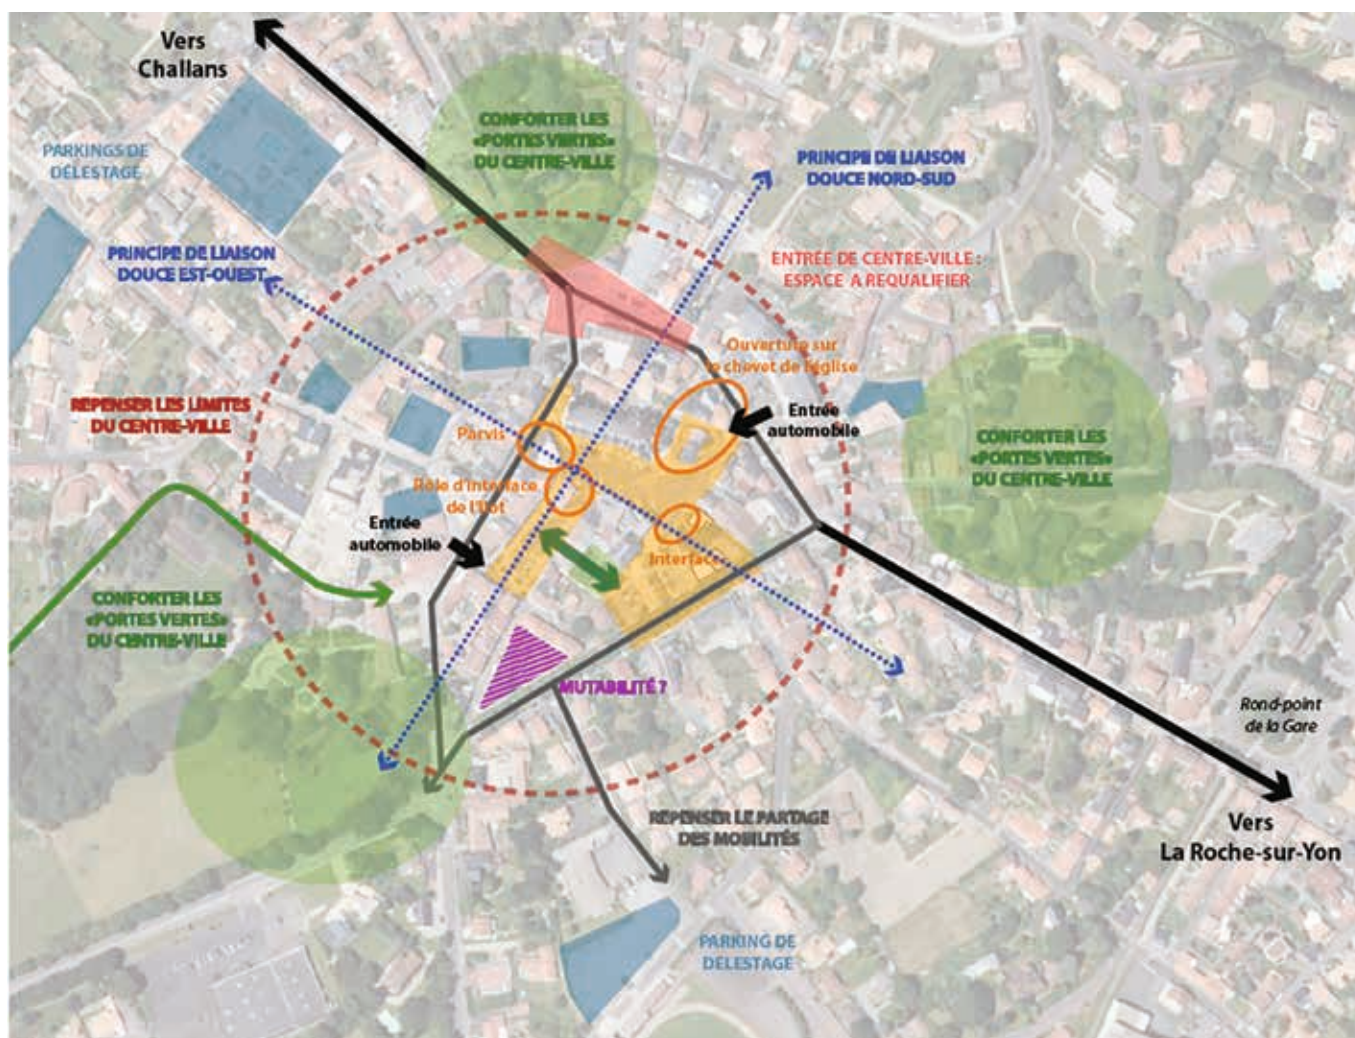 Vers
Challans
CONFORTER LES
«PORTES VERTES»
DU CENTRE-VILLE
PARKINGS DE
DÉLESTAGE
PRINCIPE DE LIAISON
DOUCE NORD-SUD
PRINCIPE DE LIAISON
DOUCE EST-OUEST
ENTRÉE DE CENTRE-VILLE :
ESPACE A REQUALIFIER
Ouverture sur
le chevet de l'église
REPENSER LES LIMITES
DU CENTRE-VILLE
Entrée
automobile
Parvis
CONFORTER LES
«PORTES VERTES»
DU CENTRE-VILLE
Rôle d'interface
de l'îlot
Entrée
automobile
Interface
CONFORTER LES
«PORTES VERTES»
DU CENTRE-VILLE
MUTABILITÉ ?
Rond-point
de la Gare
REPENSER LE PARTAGE
DES MOBILITÉS
Vers
La Roche-sur-Yon
PARKING DE
DÉLESTAGE